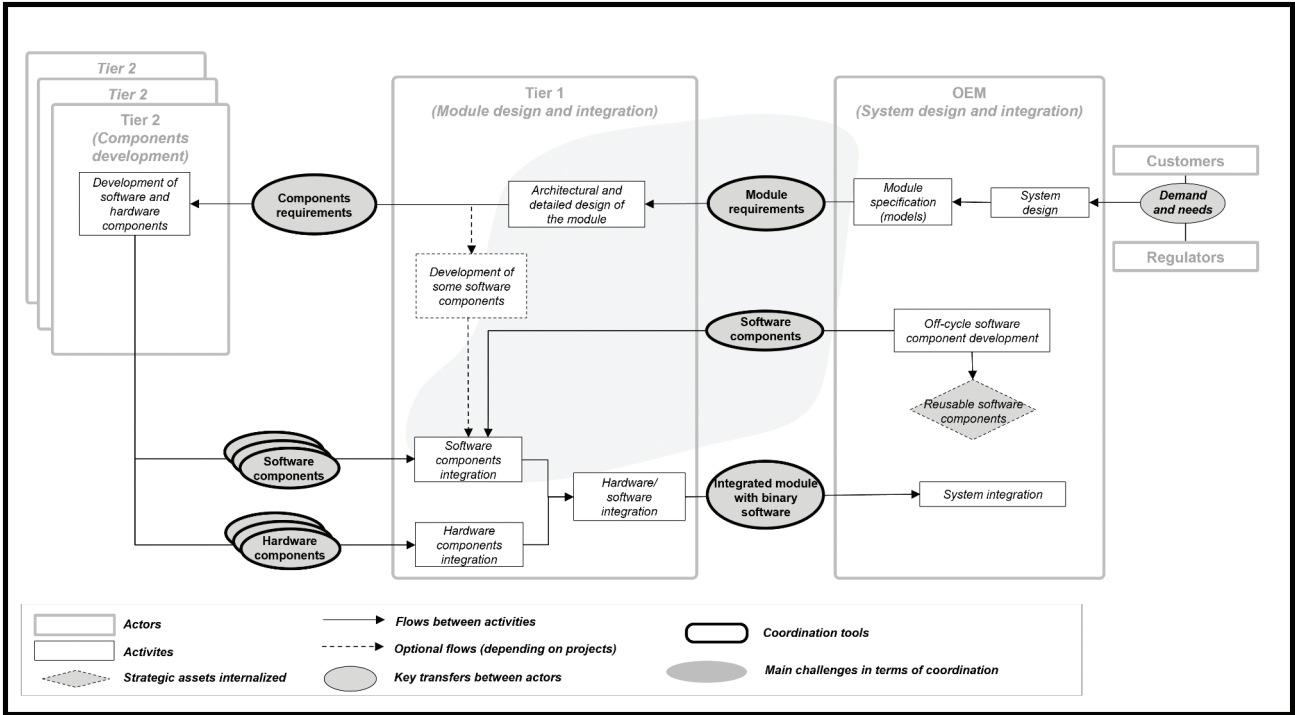 Tier 2
Tier 2
Tier 2
(Components
development)
Development of
software and
hardware
components
Components
requirements
Tier 1
(Module design and integration)
Architectural and
detailed design of
the module
Development of
some software
components
Module
requirements
OEM
(System design and integration)
Module
specification
(models)
System
design
Customers
Demand
and needs
Regulators
Software
components
Off-cycle software
component development
Reusable software
components
Software
components
Software
components
integration
Hardware
components
Hardware
components
integration
Hardware/
software
integration
Integrated module
with binary
software
System integration
Actors
Activites
Strategic assets internalized
Flows between activities
Optional flows (depending on projects)
Key transfers between actors
Coordination tools
Main challenges in terms of coordination